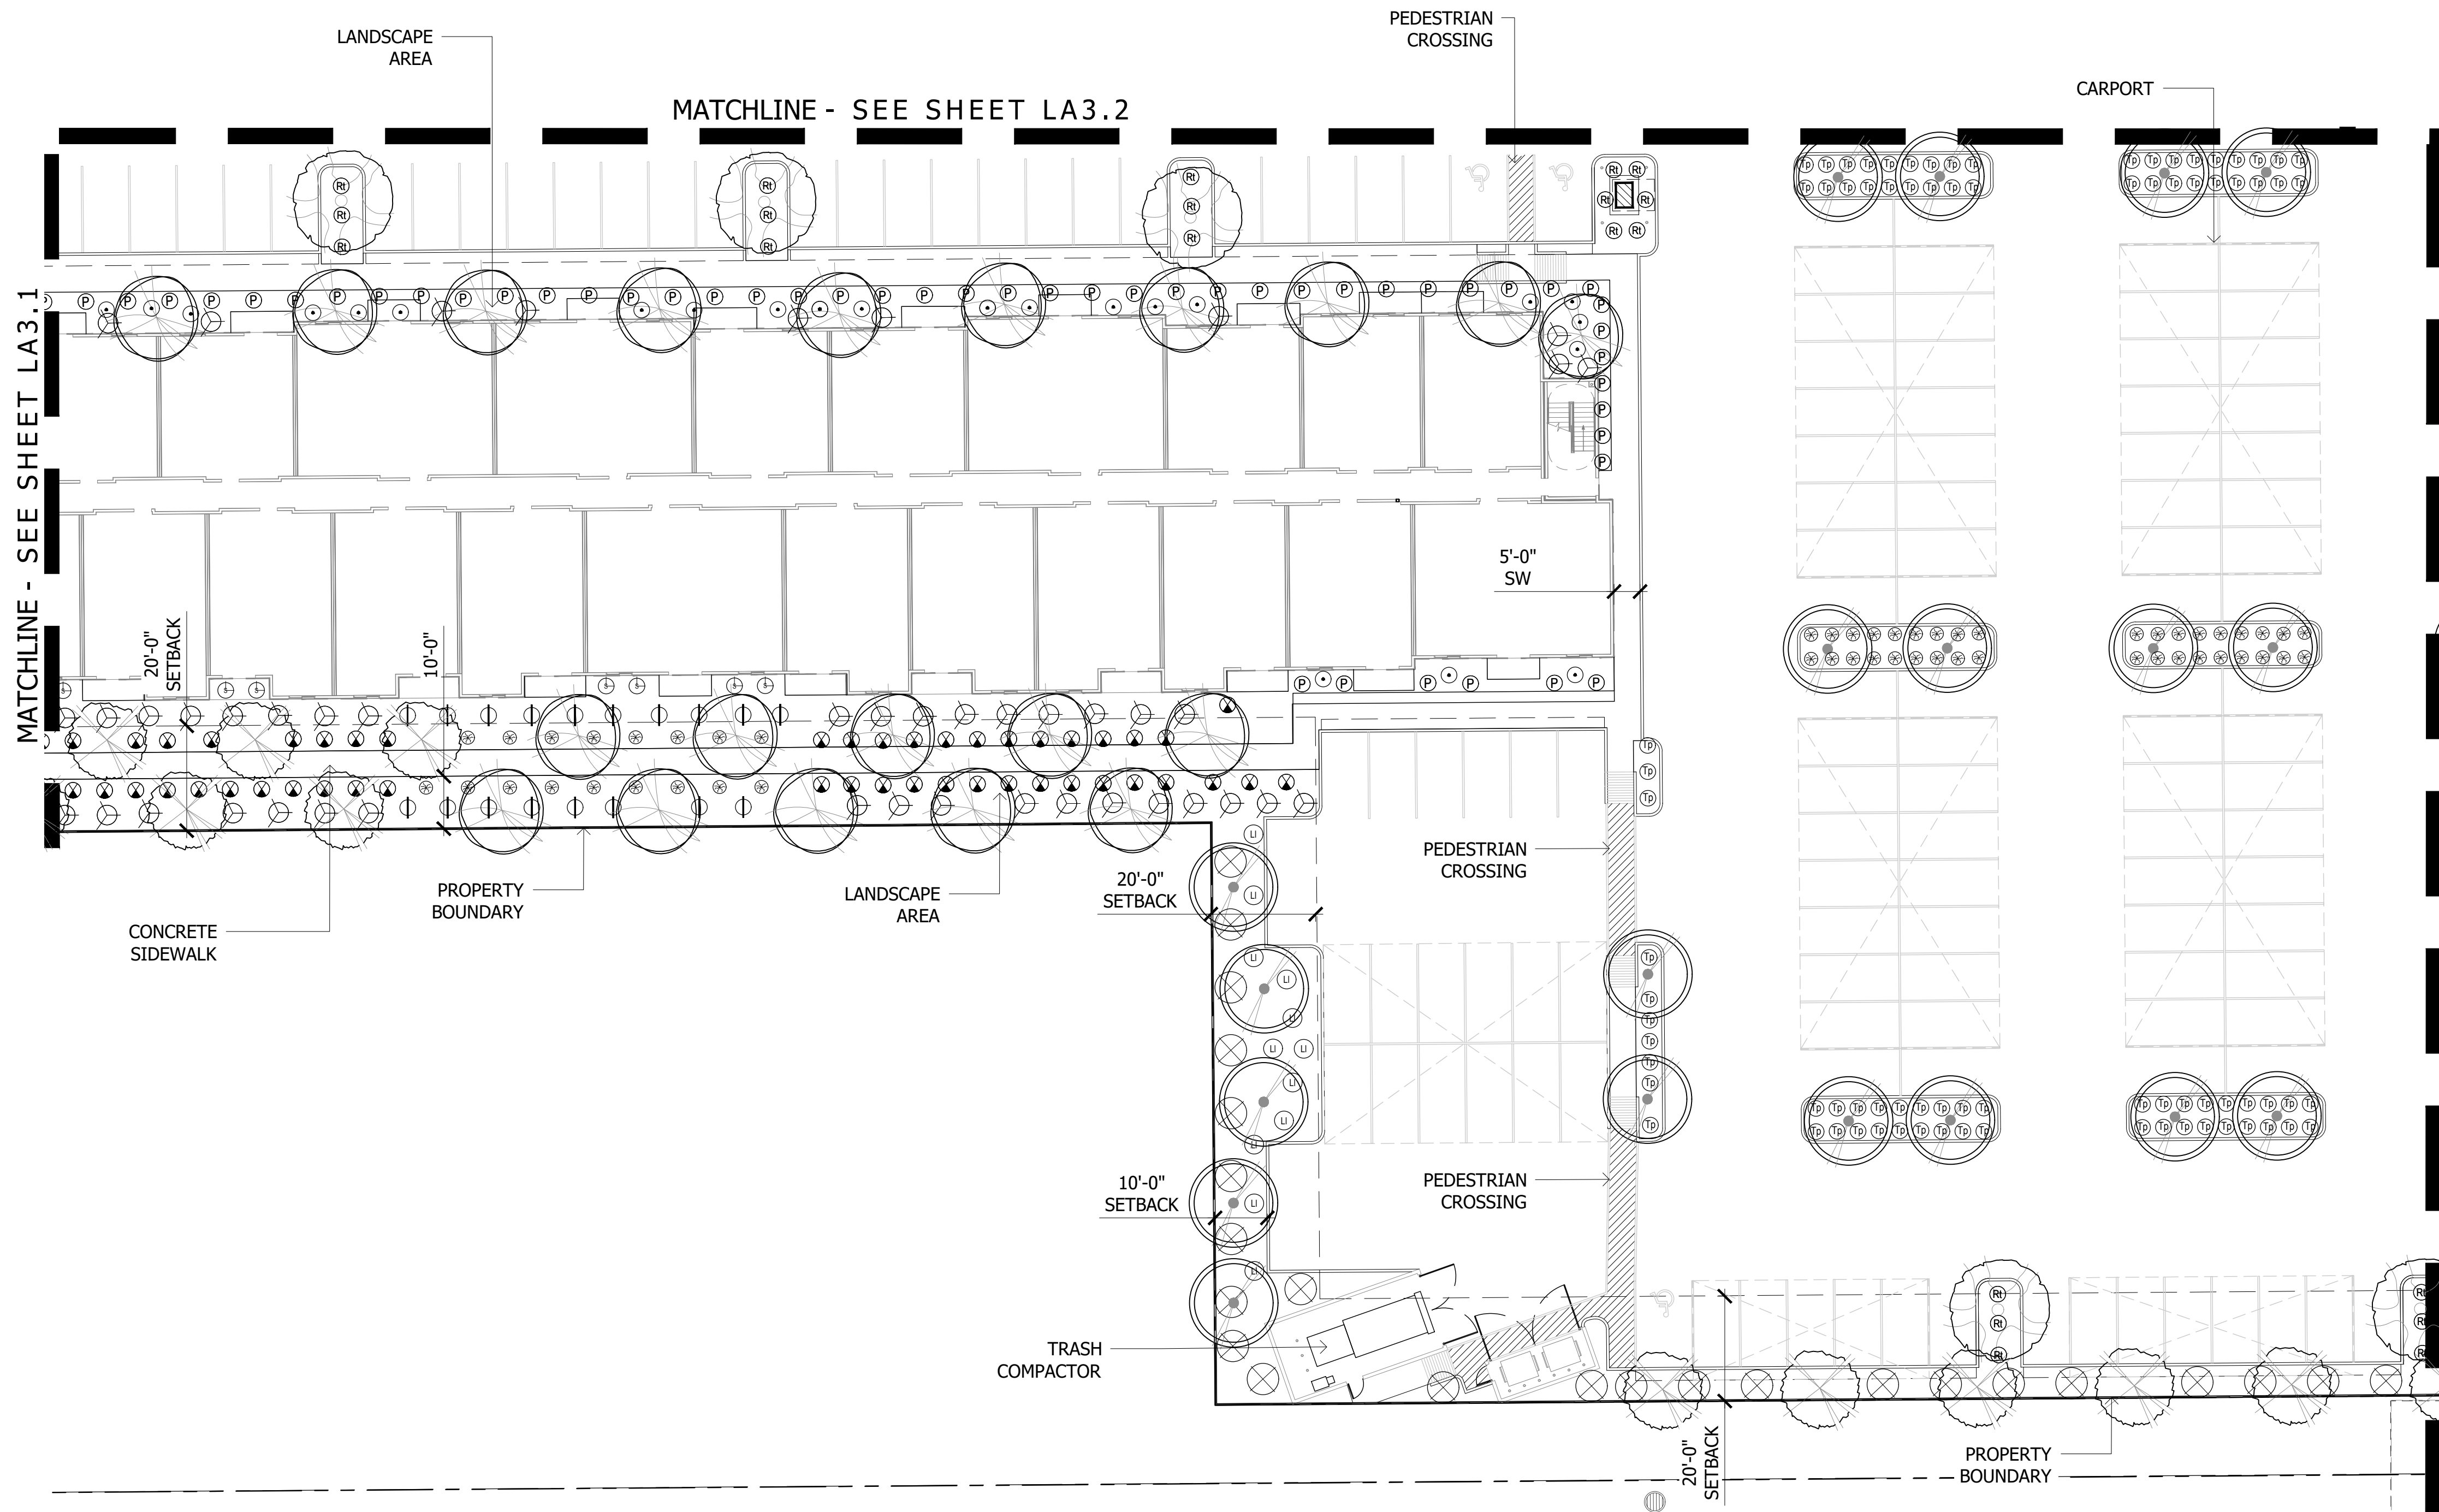 PEDESTRIAN
CROSSING
LANDSCAPE
AREA
CARPORT
MATCHLINE - SEE SHEET LA3.2
MATCHLINE - SEE SHEET LA3.1
5'-0"
SW
20'-0"
SETBACK
10'-0"
PEDESTRIAN
CROSSING
20'-0"
SETBACK
PROPERTY
BOUNDARY
LANDSCAPE
AREA
CONCRETE
SIDEWALK
PEDESTRIAN
CROSSING
10'-0"
SETBACK
TRASH
COMPACTOR
20'-0"
SETBACK
PROPERTY
BOUNDARY